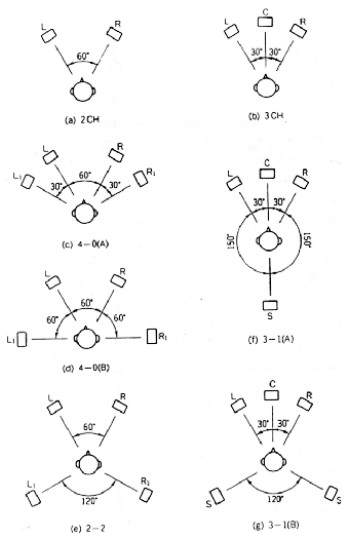 L R
60°
(a) 2CH
C
L R
30° 30°
(b) 3CH
L R
L₁ 60° R₁
30° 30°
(c) 4-0(A)
C
L R
30° 30°
150° 150°
S
(f) 3-1(A)
L R
60°
60° 60°
L₁ R₁
(d) 4-0(B)
L R
60°
L₁ R₁
120°
(e) 2-2
C
L R
30° 30°
S 120° S
(g) 3-1(B)